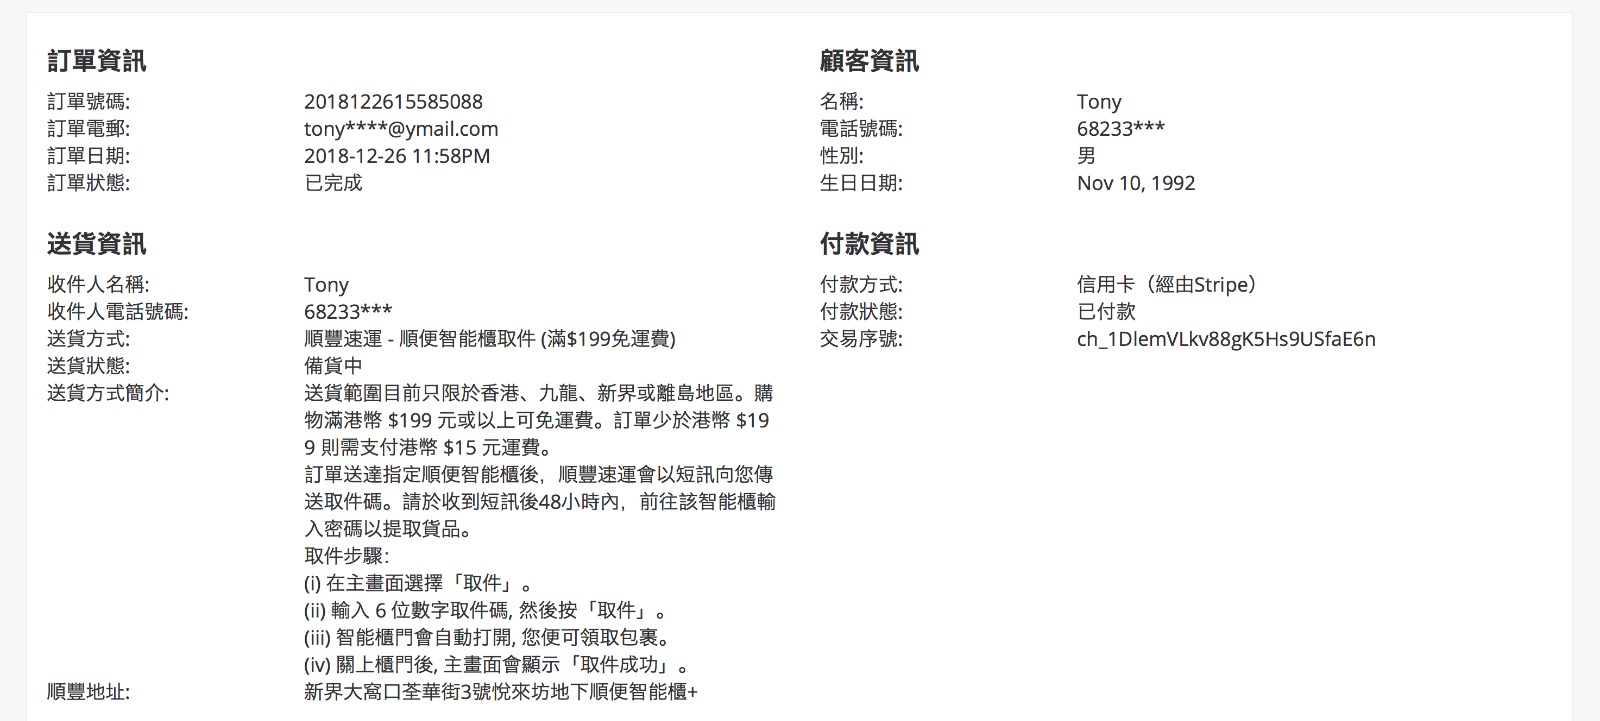 訂單資訊
訂單號碼: 2018122615585088
訂單電郵: tony****@ymail.com
訂單日期: 2018-12-26 11:58PM
訂單狀態: 已完成
顧客資訊
名稱: Tony
電話號碼: 68233***
性別: 男
生日日期: Nov 10, 1992
送貨資訊
收件人名稱: Tony
收件人電話號碼: 68233***
送貨方式: 順豐速運 - 順便智能櫃取件 (滿$199免運費)
送貨狀態: 備貨中
送貨方式簡介: 送貨範圍目前只限於香港、九龍、新界或離島地區。購
物滿港幣 $199 元或以上可免運費。訂單少於港幣 $19
9 則需支付港幣 $15 元運費。
訂單送達指定順便智能櫃後，順豐速運會以短訊向您傳
送取件碼。請於收到短訊後48小時內，前往該智能櫃輸
入密碼以提取貨品。
取件步驟：
(i) 在主畫面選擇「取件」。
(ii) 輸入 6 位數字取件碼, 然後按「取件」。
(iii) 智能櫃門會自動打開, 您便可領取包裹。
(iv) 關上櫃門後, 主畫面會顯示「取件成功」。
順豐地址: 新界大窩口荃華街3號悅來坊地下順便智能櫃+
付款資訊
付款方式: 信用卡（經由Stripe）
付款狀態: 已付款
交易序號: ch_1DlemVLkv88gK5Hs9USfaE6n